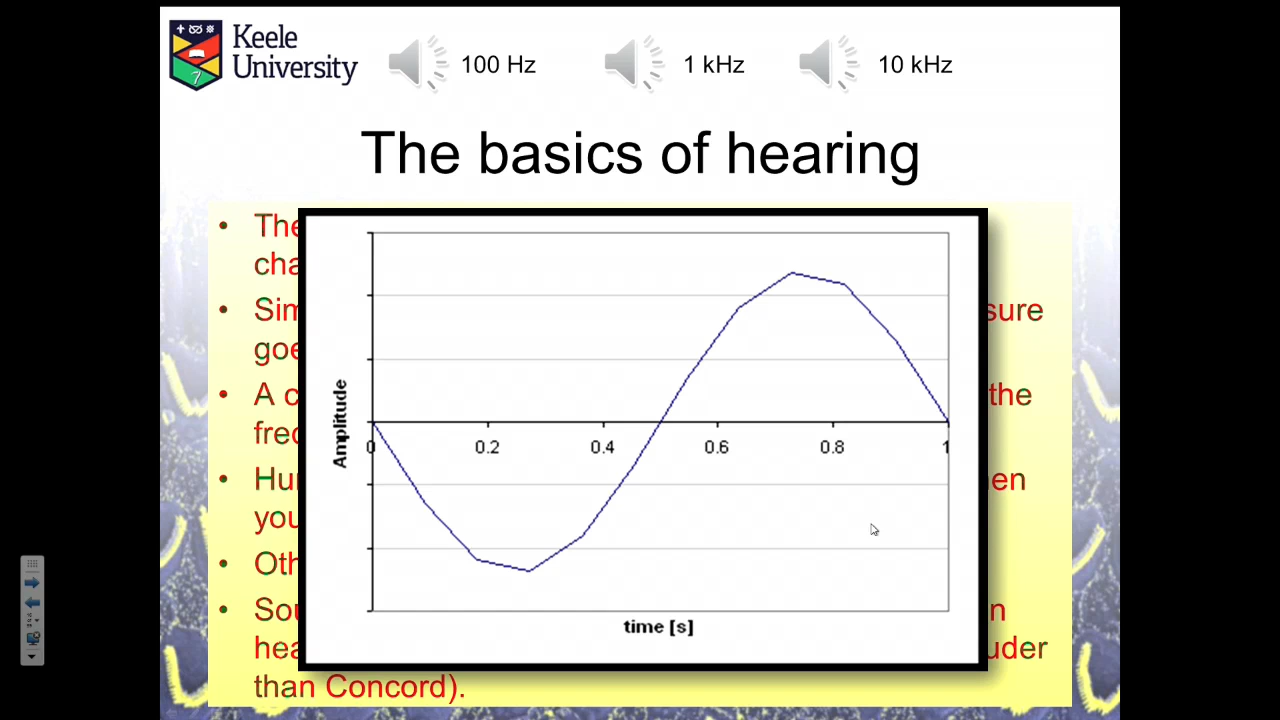 Keele
University
100 Hz
1 kHz
10 kHz
The basics of hearing
• The
cha
• Sim
sure
goe
• A c
the
fred
• Hu
en
you
• Oth
• Sou
n
hea
uder
than Concord).
Amplitude
0 0.2 0.4 0.6 0.8 1
time [s]